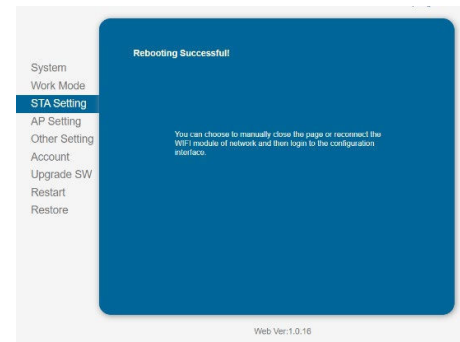 System
Work Mode
STA Setting
AP Setting
Other Setting
Account
Upgrade SW
Restart
Restore
Rebooting Successful!
You can choose to manually close the page or reconnect the
WIFI module of network and then login to the configuration
interface.
Web Ver:1.0.16